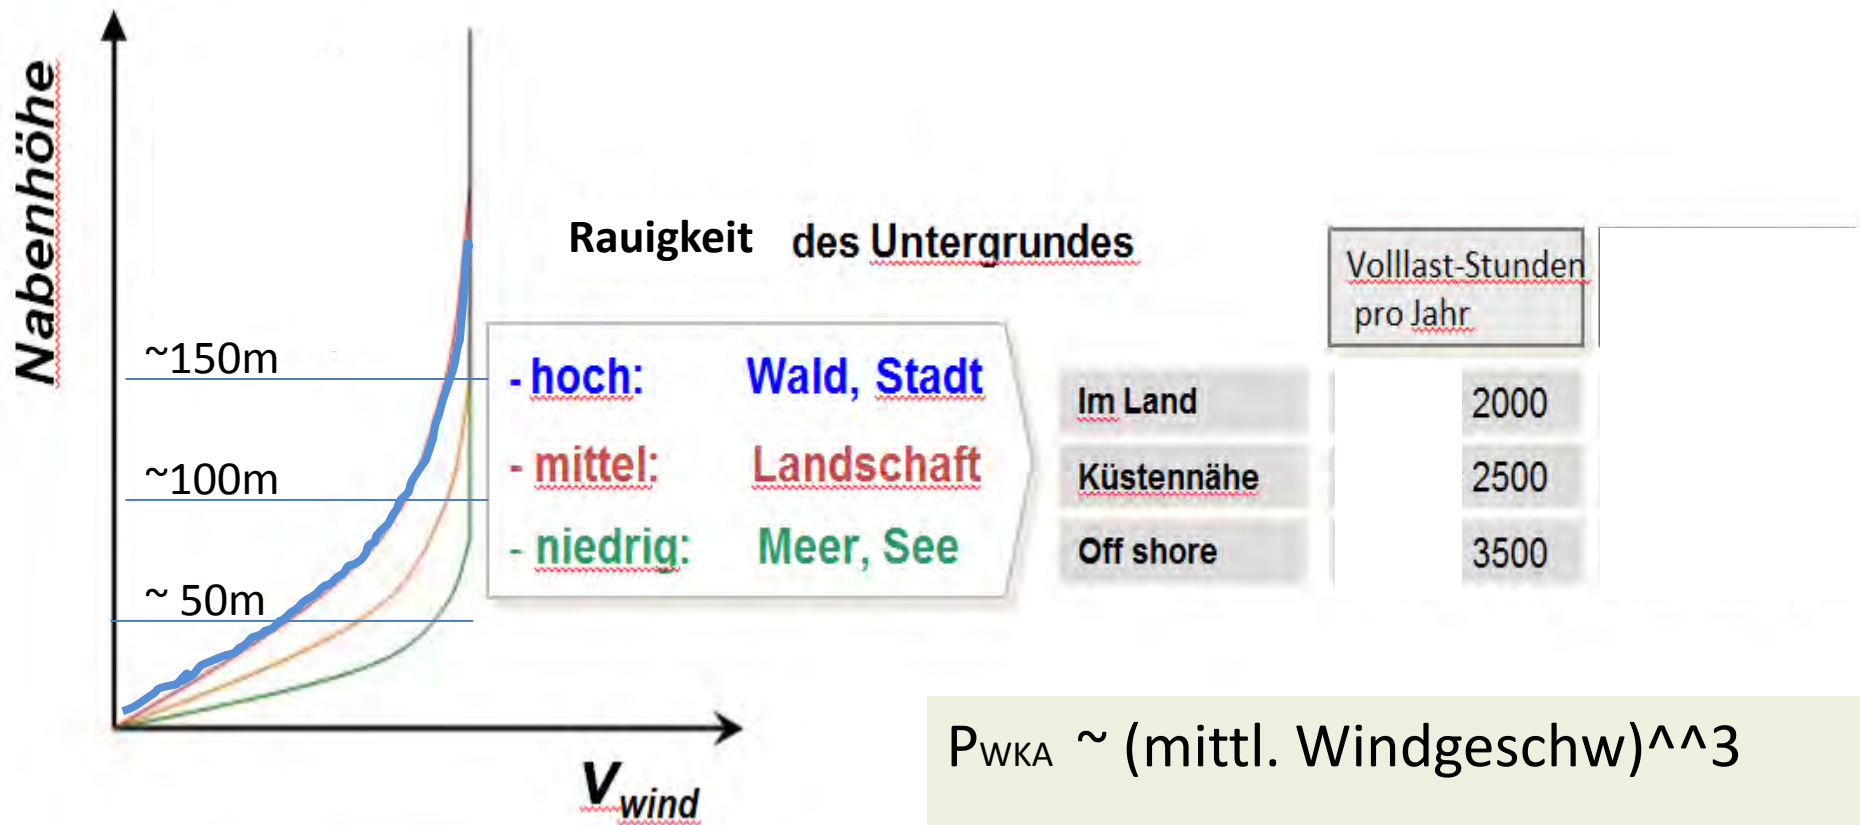 Nabenhöhe
~150m
~100m
~ 50m
Vwind
Rauigkeit des Untergrundes
- hoch: Wald, Stadt
- mittel: Landschaft
- niedrig: Meer, See
Volllast-Stunden
pro Jahr
Im Land 2000
Küstennähe 2500
Off shore 3500
PWKA ~ (mittl. Windgeschw)^^3